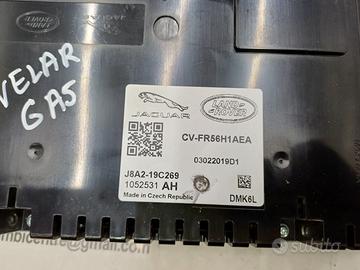 VELAR
GAS
JAGUAR
LAND-
ROVER
CV-FR56H1AEA
03022019D1
J8A2-19C269
1052531 AH
Made in Czech Republic
DMK6L
subito